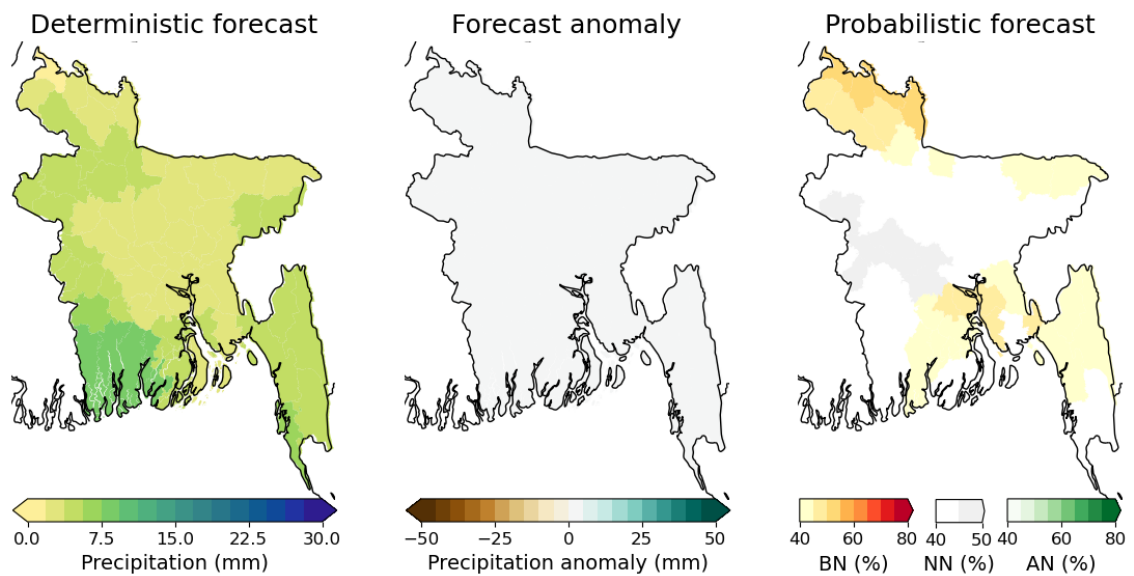 Deterministic forecast
Forecast anomaly
Probabilistic forecast
0.0 7.5 15.0 22.5 30.0
Precipitation (mm)
−50 −25 0 25 50
Precipitation anomaly (mm)
40 60 80
BN (%)
40 50
NN (%)
40 60 80
AN (%)